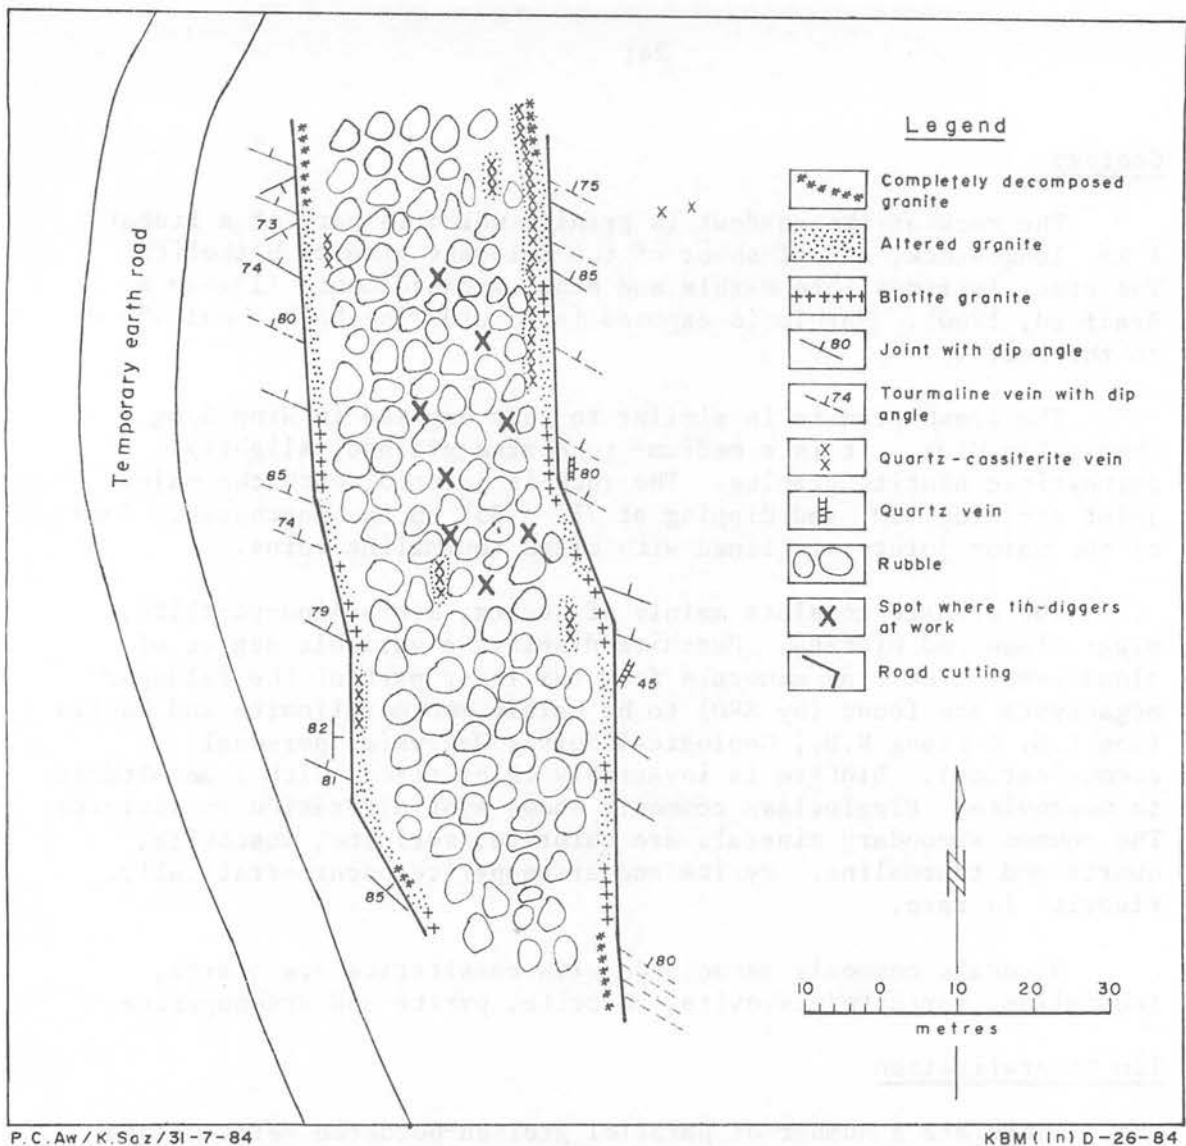 Legend
Completely decomposed
granite
Altered granite
Biotite granite
80
Joint with dip angle
74
Tourmaline vein with dip
angle
Quartz-cassiterite vein
Quartz vein
Rubble
Spot where tin-diggers
at work
Road cutting
Temporary earth road
73
74
80
85
74
79
82
81
85
75
85
80
45
80
10 0 10 20 30
metres
P.C.Aw/K.Saz/31-7-84
KBM(In) D-26-84